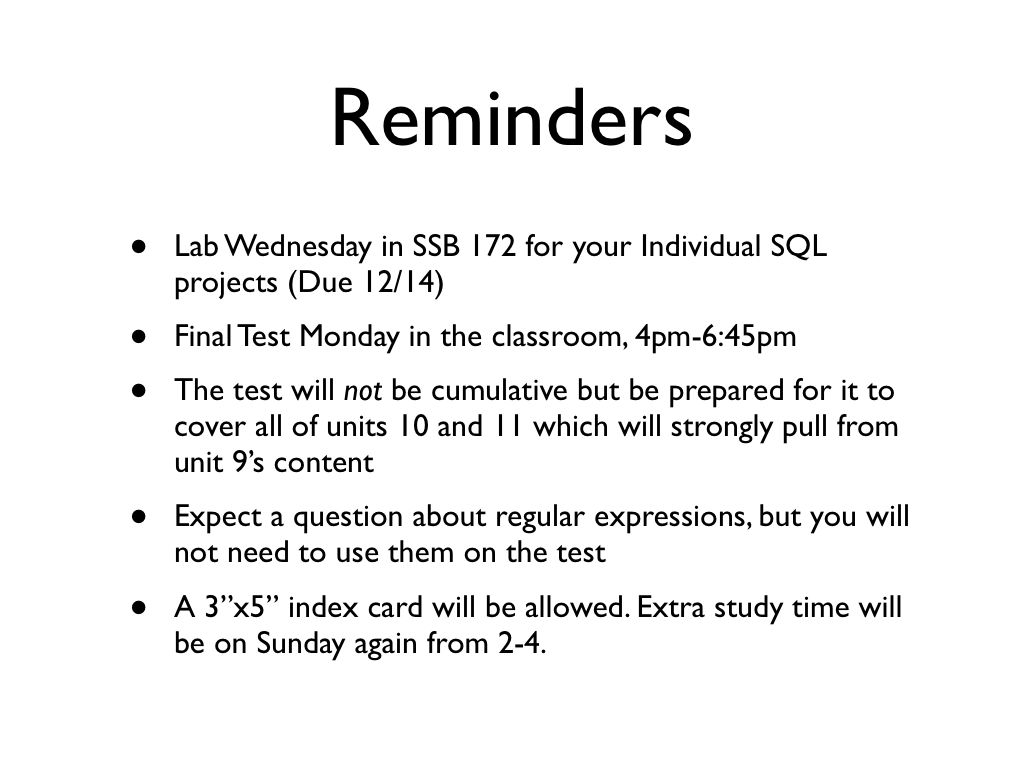 Reminders
• Lab Wednesday in SSB 172 for your Individual SQL
projects (Due 12/14)
• Final Test Monday in the classroom, 4pm-6:45pm
• The test will not be cumulative but be prepared for it to
cover all of units 10 and 11 which will strongly pull from
unit 9’s content
• Expect a question about regular expressions, but you will
not need to use them on the test
• A 3”x5” index card will be allowed. Extra study time will
be on Sunday again from 2-4.